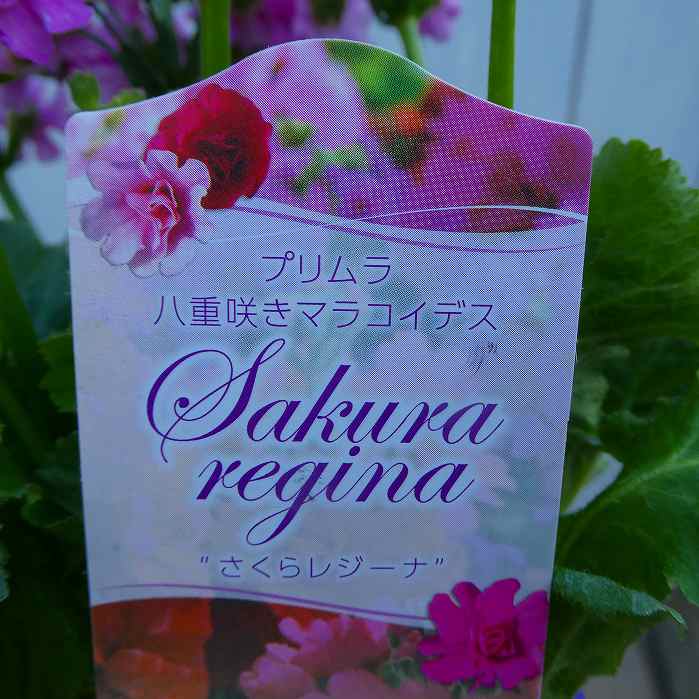 プリムラ
八重咲きマラコイデス
Sakura
regina
“さくらレジーナ”